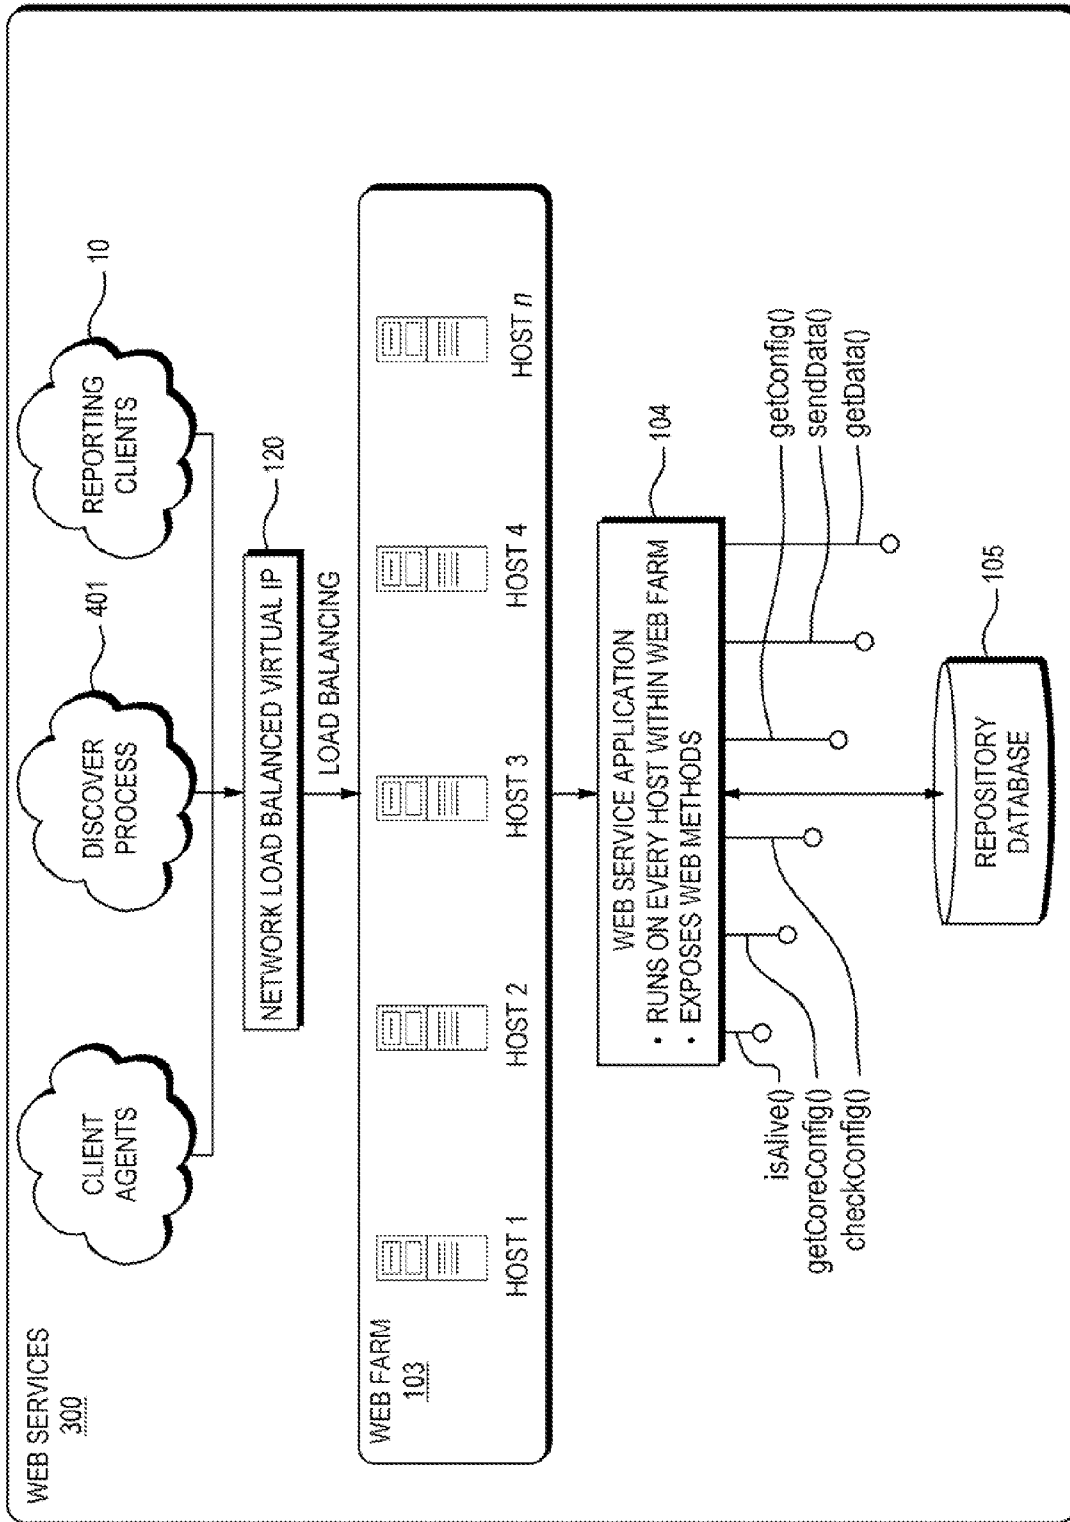 WEB SERVICES
300
CLIENT
AGENTS
DISCOVER
PROCESS
401
REPORTING
CLIENTS
10
NETWORK LOAD BALANCED VIRTUAL IP
120
LOAD BALANCING
WEB FARM
103
HOST 1
HOST 2
HOST 3
HOST 4
HOST n
WEB SERVICE APPLICATION
• RUNS ON EVERY HOST WITHIN WEB FARM
• EXPOSES WEB METHODS
104
isAlive()
getCoreConfig()
checkConfig()
getConfig()
sendData()
getData()
REPOSITORY
DATABASE
105